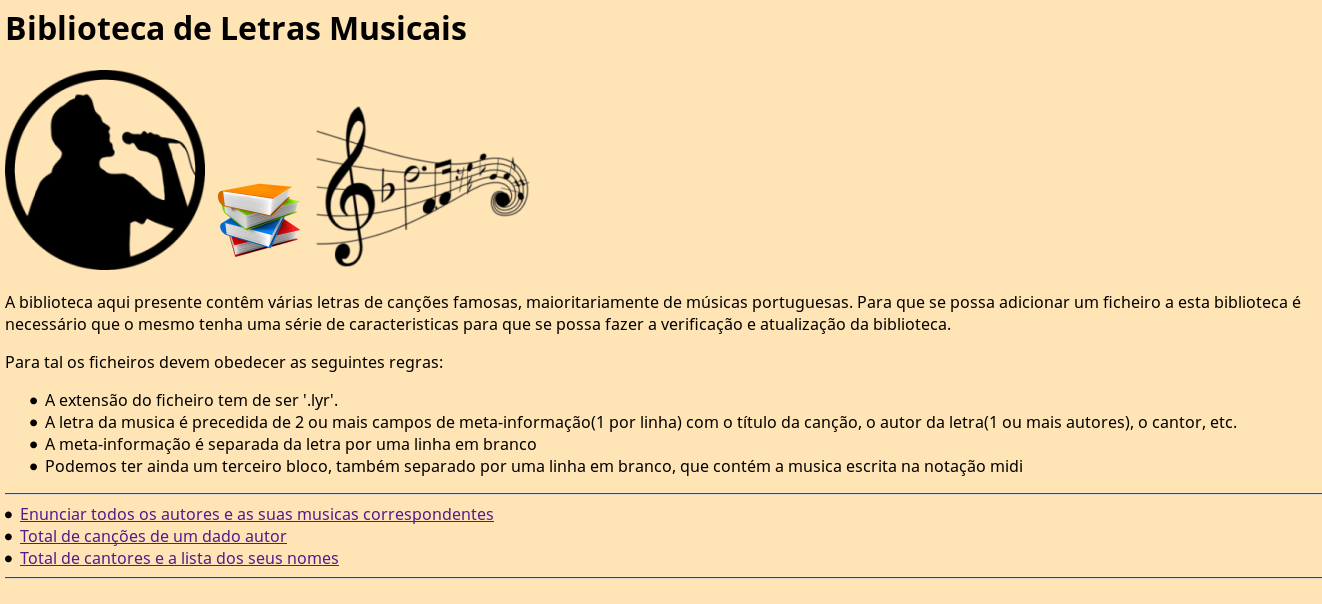 Biblioteca de Letras Musicais
A biblioteca aqui presente contêm várias letras de canções famosas, maioritariamente de músicas portuguesas. Para que se possa adicionar um ficheiro a esta biblioteca é
necessário que o mesmo tenha uma série de caracteristicas para que se possa fazer a verificação e atualização da biblioteca.
Para tal os ficheiros devem obedecer as seguintes regras:
A extensão do ficheiro tem de ser '.lyr'.
A letra da musica é precedida de 2 ou mais campos de meta-informação(1 por linha) com o título da canção, o autor da letra(1 ou mais autores), o cantor, etc.
A meta-informação é separada da letra por uma linha em branco
Podemos ter ainda um terceiro bloco, também separado por uma linha em branco, que contém a musica escrita na notação midi
Enunciar todos os autores e as suas musicas correspondentes
Total de canções de um dado autor
Total de cantores e a lista dos seus nomes